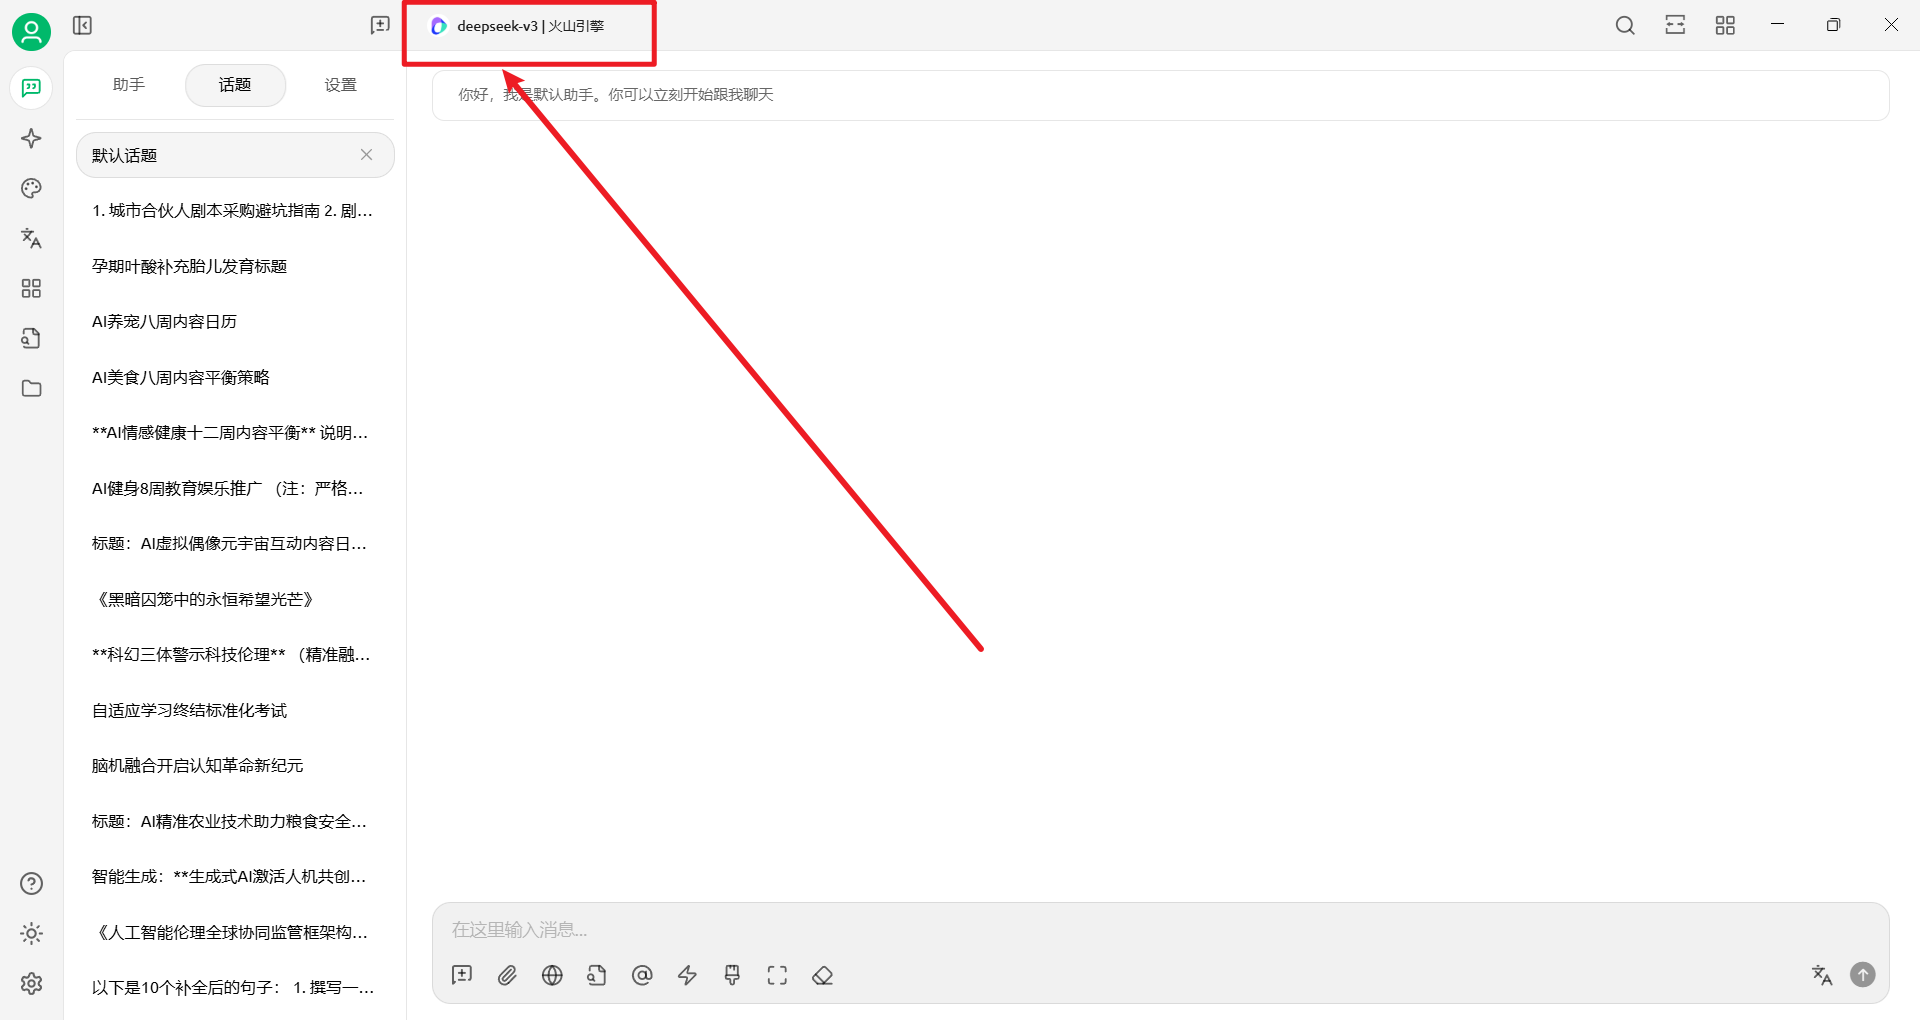 deepseek-v3 | 火山引擎
助手 话题 设置
你好，我是默认助手。你可以立刻开始跟我聊天
默认话题
1. 城市合伙人剧本采购避坑指南 2. 剧...
孕期叶酸补充胎儿发育标题
AI养宠八周内容日历
AI美食八周内容平衡策略
**AI情感健康十二周内容平衡** 说明...
AI健身8周教育娱乐推广 （注：严格...
标题：AI虚拟偶像元宇宙互动内容日...
《黑暗囚笼中的永恒希望光芒》
**科幻三体警示科技伦理** （精准融...
自适应学习终结标准化考试
脑机融合开启认知革命新纪元
标题：AI精准农业技术助力粮食安全...
智能生成：**生成式AI激活人机共创...
《人工智能伦理全球协同监管框架构...
以下是10个补全后的句子： 1. 撰写一...
在这里输入消息...